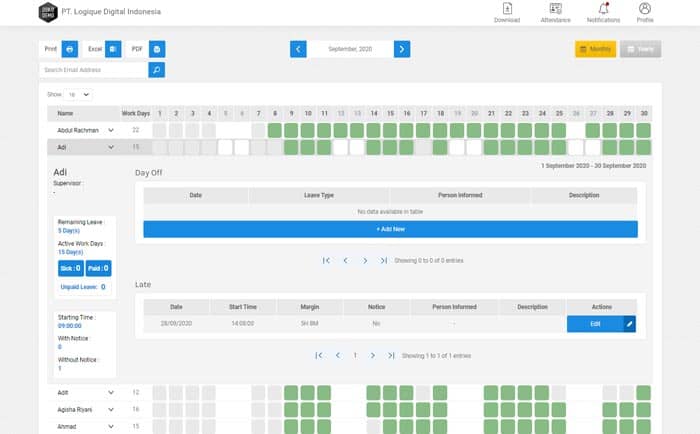 PT. Logique Digital Indonesia
Download
Attendance
Notifications
Profile
Print
Excel
PDF
September, 2020
Monthly
Yearly
Search Email Address
Show 10
Name Work Days 1 2 3 4 5 6 7 8 9 10 11 12 13 14 15 16 17 18 19 20 21 22 23 24 25 26 27 28 29 30
Abdul Rachman 22
Adi 15
Adi
Supervisor :
-
1 September 2020 - 30 September 2020
Day Off
Date Leave Type Person Informed Description
No data available in table
+ Add New
Showing 0 to 0 of 0 entries
Remaining Leave :
5 Day(s)
Active Work Days :
15 Day(s)
Sick : 0 Paid : 0
Unpaid Leave: 0
Late
Date Start Time Margin Notice Person Informed Description Actions
28/09/2020 14:08:00 5H 8M No - Edit
1
Showing 1 to 1 of 1 entries
Starting Time :
09:00:00
With Notice :
0
Without Notice :
1
Adit 12
Agisha Riyani 16
Ahmad 15